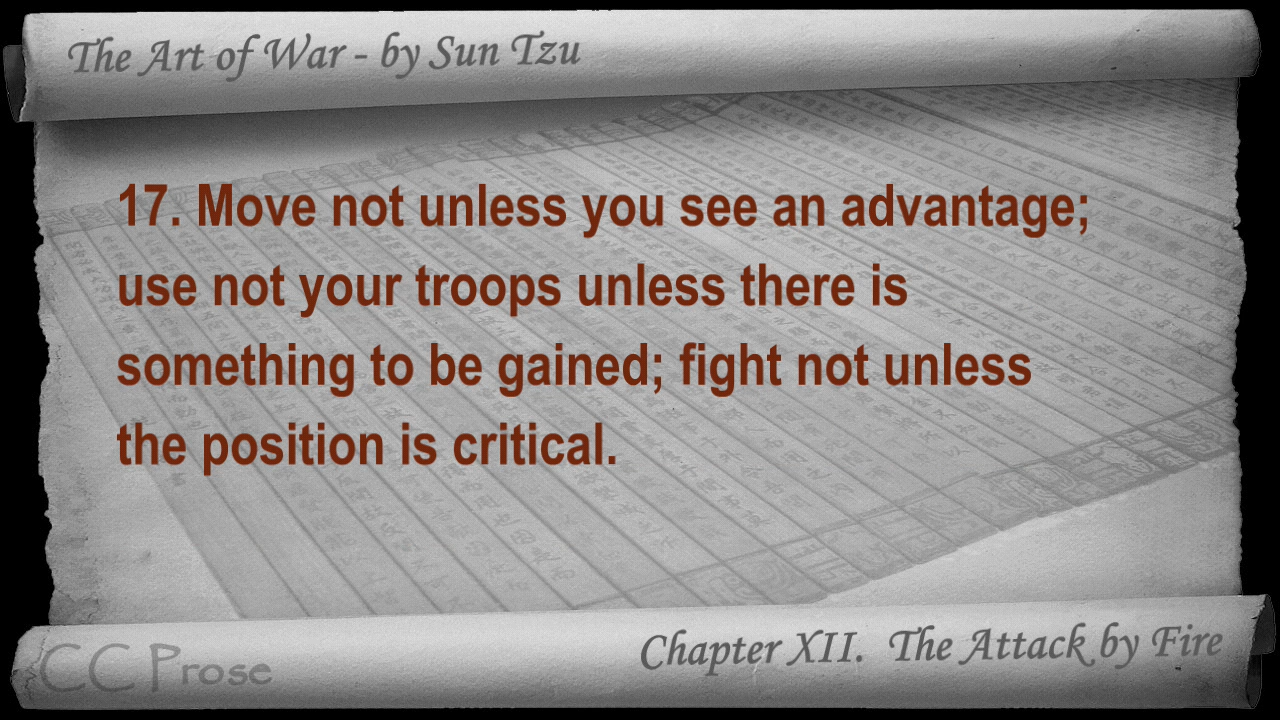 The Art of War - by Sun Tzu
17. Move not unless you see an advantage;
use not your troops unless there is
something to be gained; fight not unless
the position is critical.
Chapter XII. The Attack by Fire
CC Prose